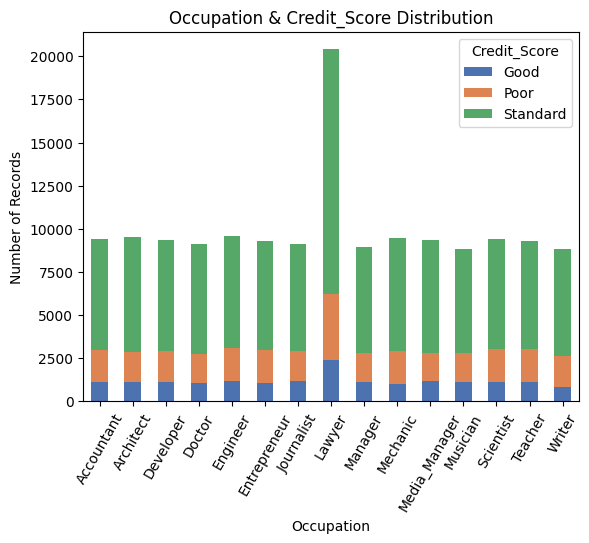 Occupation & Credit_Score Distribution
Credit_Score
Good
Poor
Standard
Number of Records
20000
17500
15000
12500
10000
7500
5000
2500
0
Accountant
Architect
Developer
Doctor
Engineer
Entrepreneur
Journalist
Lawyer
Manager
Mechanic
Media_Manager
Musician
Scientist
Teacher
Writer
Occupation